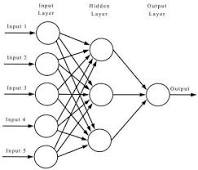 Input Hidden Output
Layer Layer Layer
Input 1
Input 2
Input 3
Input 4
Input 5
Output